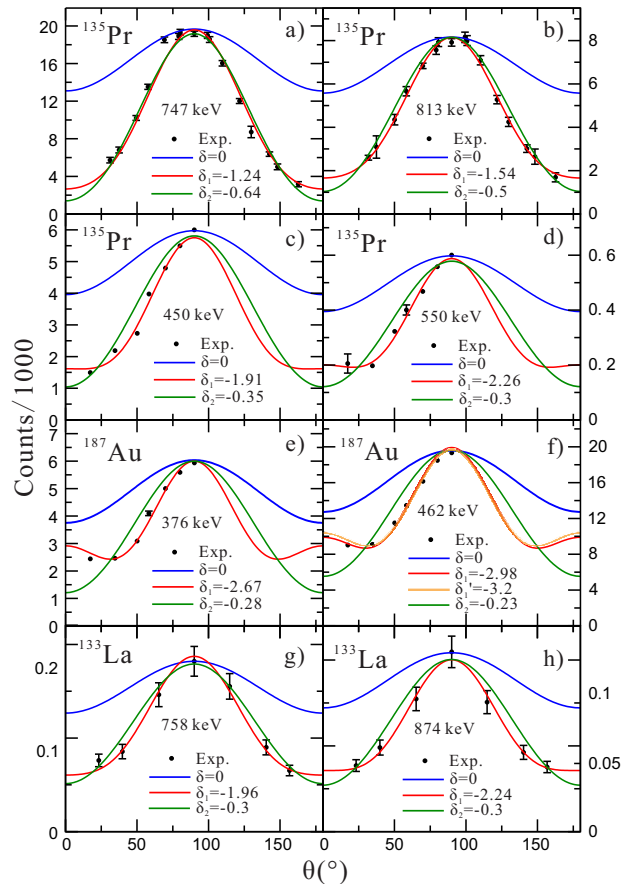 20
16
12
8
4
0
¹³⁵Pr
a)
747 keV
Exp.
δ=0
δ₁=-1.24
δ₂=-0.64
¹³⁵Pr
b)
813 keV
Exp.
δ=0
δ₁=-1.54
δ₂=-0.5
8
6
4
2
0
6
5
4
3
2
1
0
¹³⁵Pr
c)
450 keV
Exp.
δ=0
δ₁=-1.91
δ₂=-0.35
¹³⁵Pr
d)
550 keV
Exp.
δ=0
δ₁=-2.26
δ₂=-0.3
0.6
0.4
0.2
0
Counts/1000
6
5
4
3
2
1
0
¹⁸⁷Au
e)
376 keV
Exp.
δ=0
δ₁=-2.67
δ₂=-0.28
¹⁸⁷Au
f)
462 keV
Exp.
δ=0
δ₁=-2.98
δ₁'=-3.2
δ₂=-0.23
20
16
12
8
4
0
0.2
0.1
0
¹³³La
g)
758 keV
Exp.
δ=0
δ₁=-1.96
δ₂=-0.3
¹³³La
h)
874 keV
Exp.
δ=0
δ₁=-2.24
δ₂=-0.3
0.1
0.05
0
0 50 100 150
0 50 100 150
θ(°)
θ(°)